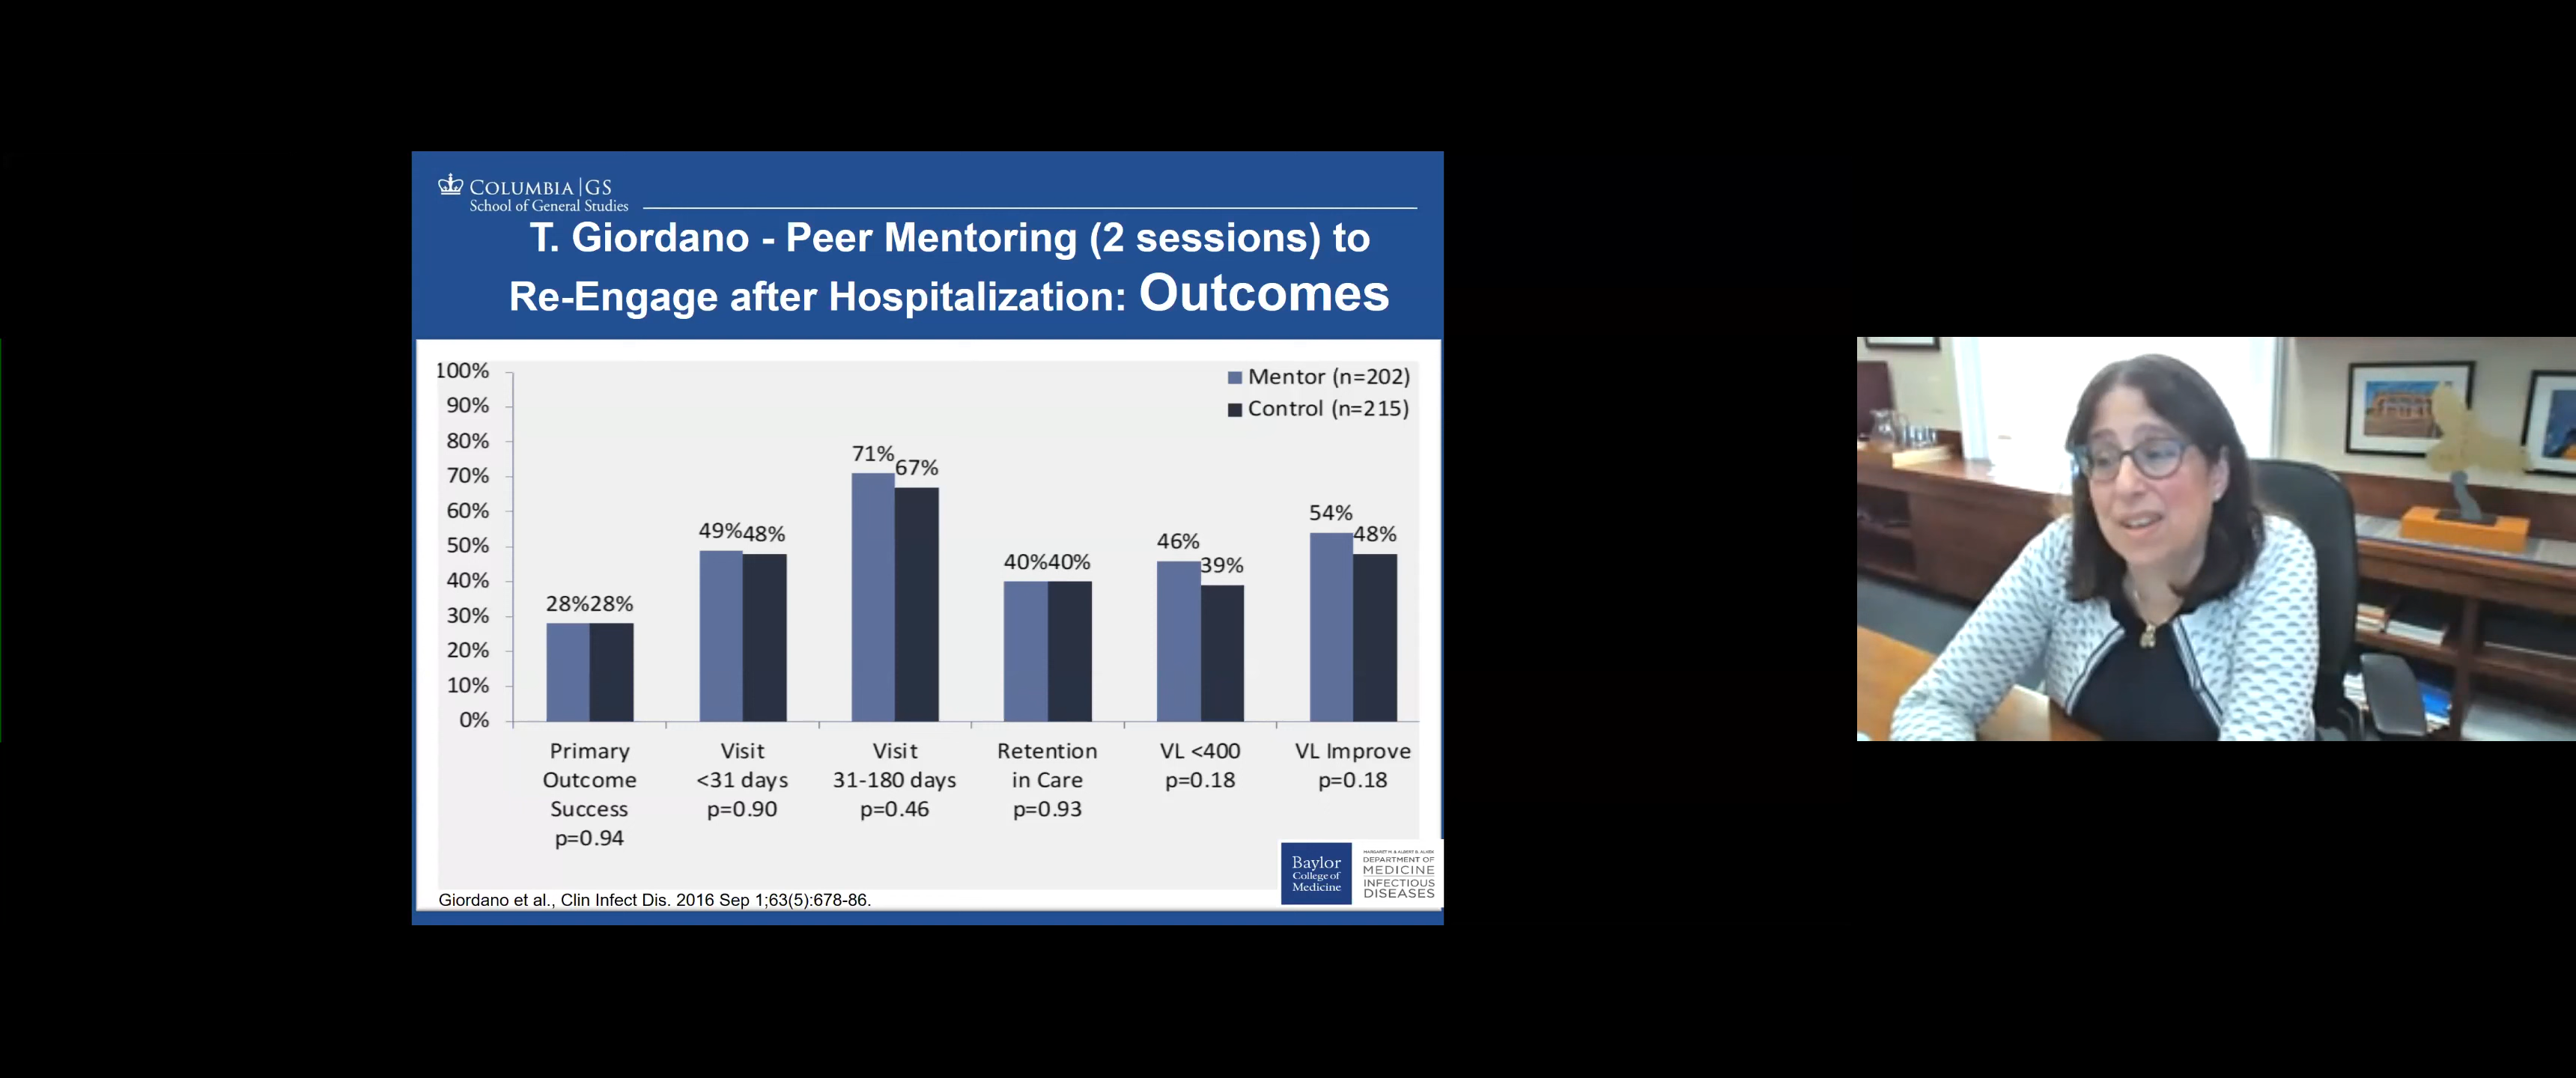 COLUMBIA | GS
School of General Studies
T. Giordano - Peer Mentoring (2 sessions) to
Re-Engage after Hospitalization: Outcomes
100%
90%
80%
70%
60%
50%
40%
30%
20%
10%
0%
Mentor (n=202)
Control (n=215)
28% 28%
49% 48%
71% 67%
40% 40%
46% 39%
54% 48%
Primary
Outcome
Success
p=0.94
Visit
<31 days
p=0.90
Visit
31-180 days
p=0.46
Retention
in Care
p=0.93
VL <400
p=0.18
VL Improve
p=0.18
Baylor
College of
Medicine
MARGARET M. & ALBERT B. ALKEK
DEPARTMENT OF
MEDICINE
INFECTIOUS
DISEASES
Giordano et al., Clin Infect Dis. 2016 Sep 1;63(5):678-86.